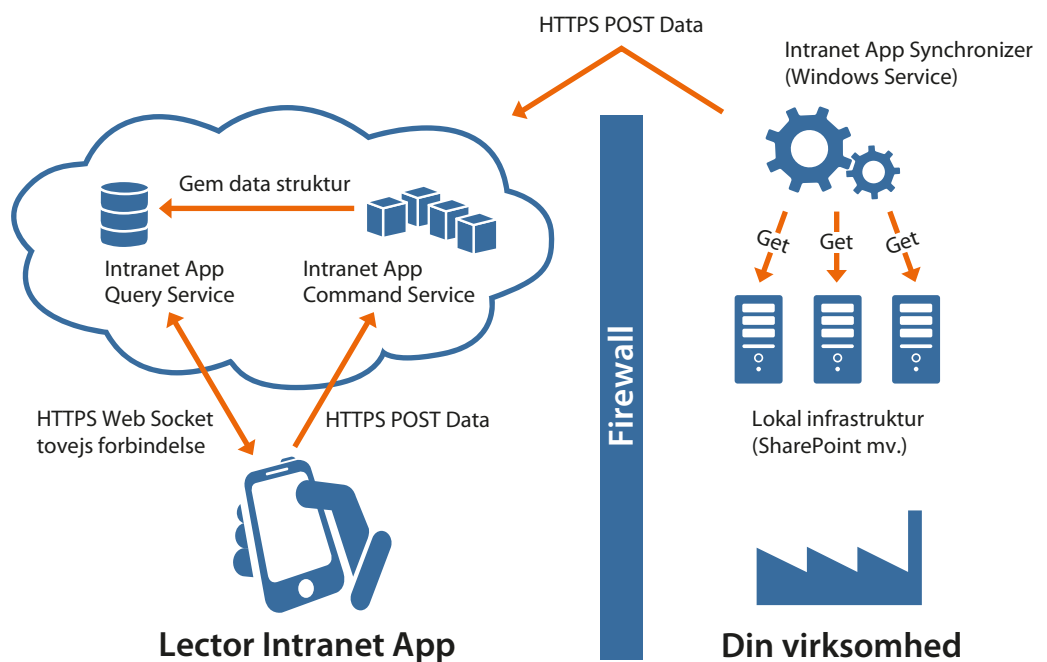 HTTPS POST Data
Intranet App Synchronizer
(Windows Service)
Gem data struktur
Get
Get
Get
Intranet App
Query Service
Intranet App
Command Service
Firewall
HTTPS Web Socket
tovejs forbindelse
HTTPS POST Data
Lokal infrastruktur
(SharePoint mv.)
Lector Intranet App
Din virksomhed